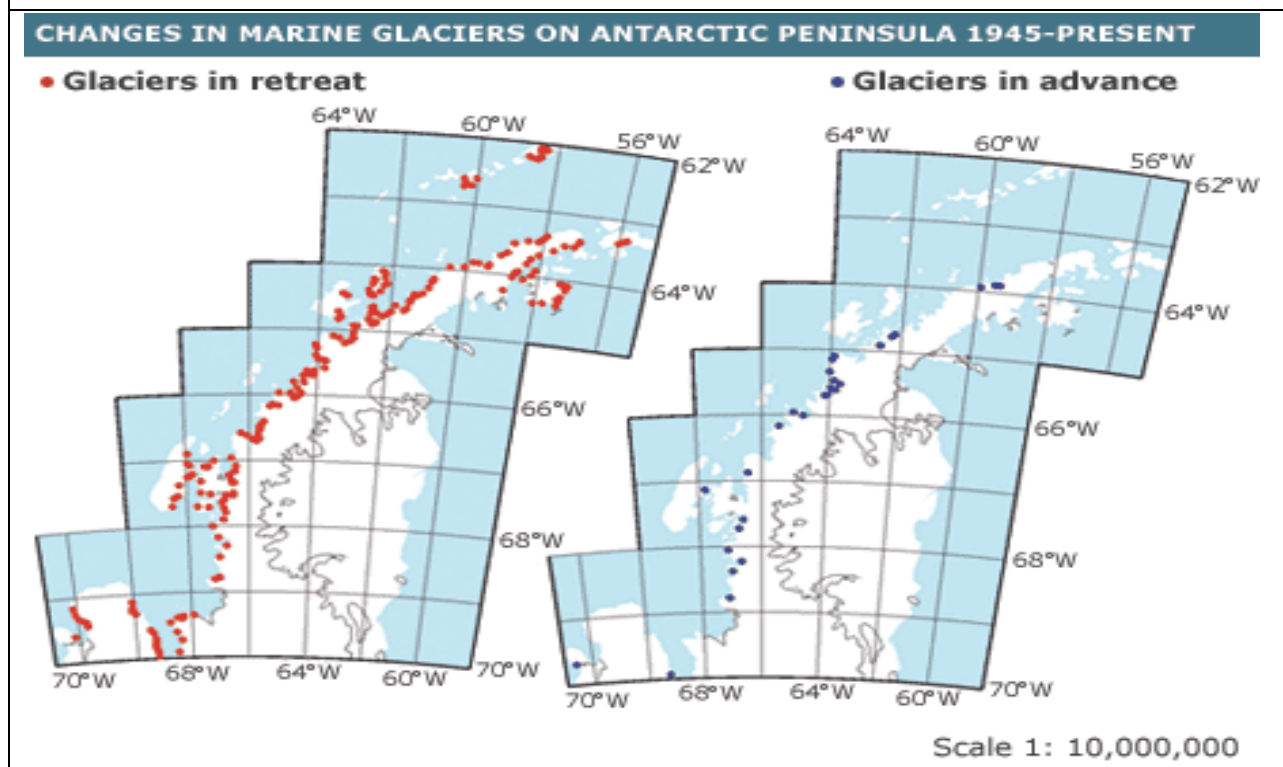 CHANGES IN MARINE GLACIERS ON ANTARCTIC PENINSULA 1945-PRESENT
• Glaciers in retreat
• Glaciers in advance
64°W
60°W
56°W
62°W
64°W
66°W
68°W
70°W
70°W
68°W
64°W
60°W
64°W
60°W
56°W
62°W
64°W
66°W
68°W
70°W
70°W
68°W
64°W
60°W
Scale 1: 10,000,000